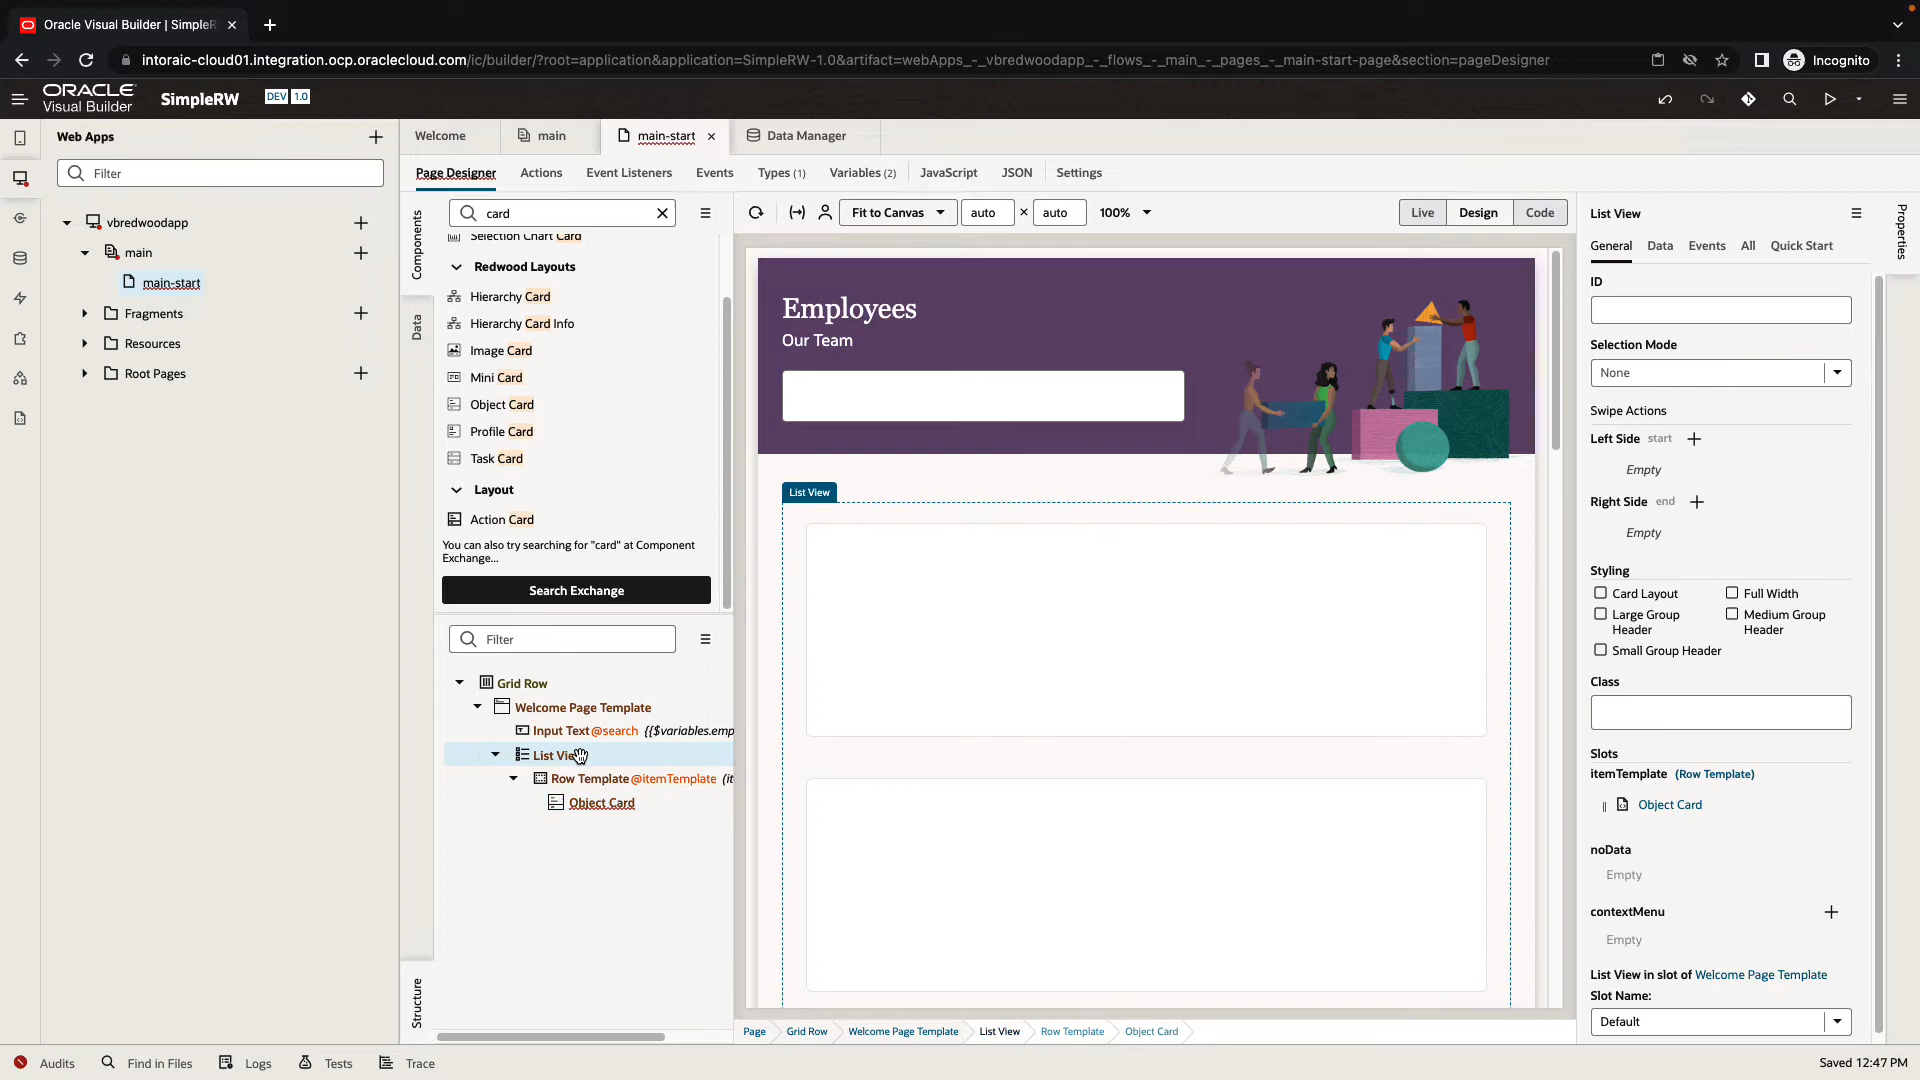 Oracle Visual Builder | SimpleR
intoraic-cloud01.integration.ocp.oraclecloud.com/ic/builder/?root=application&application=SimpleRW-1.0&artifact=webApps_-_vbredwoodapp_-_flows_-_main_-_pages_-_main-start-page&section=pageDesigner
Incognito
ORACLE
Visual Builder
SimpleRW
DEV 1.0
Web Apps
Welcome
main
main-start
Data Manager
Filter
Page Designer
Actions
Event Listeners
Events
Types (1)
Variables (2)
JavaScript
JSON
Settings
vbredwoodapp
main
main-start
Fragments
Resources
Root Pages
Components
Data
Structure
card
Selection Chart Card
Redwood Layouts
Hierarchy Card
Hierarchy Card Info
Image Card
Mini Card
Object Card
Profile Card
Task Card
Layout
Action Card
You can also try searching for "card" at Component
Exchange...
Search Exchange
Filter
Grid Row
Welcome Page Template
Input Text @search {{$variables.emp
List View
Row Template @itemTemplate (it
Object Card
Fit to Canvas
auto
×
auto
100%
Live
Design
Code
Employees
Our Team
List View
Page
Grid Row
Welcome Page Template
List View
Row Template
Object Card
Properties
List View
General
Data
Events
All
Quick Start
ID
Selection Mode
None
Swipe Actions
Left Side start
Empty
Right Side end
Empty
Styling
Card Layout
Full Width
Large Group
Header
Medium Group
Header
Small Group Header
Class
Slots
itemTemplate (Row Template)
Object Card
noData
Empty
contextMenu
Empty
List View in slot of Welcome Page Template
Slot Name:
Default
Audits
Find in Files
Logs
Tests
Trace
Saved 12:47 PM